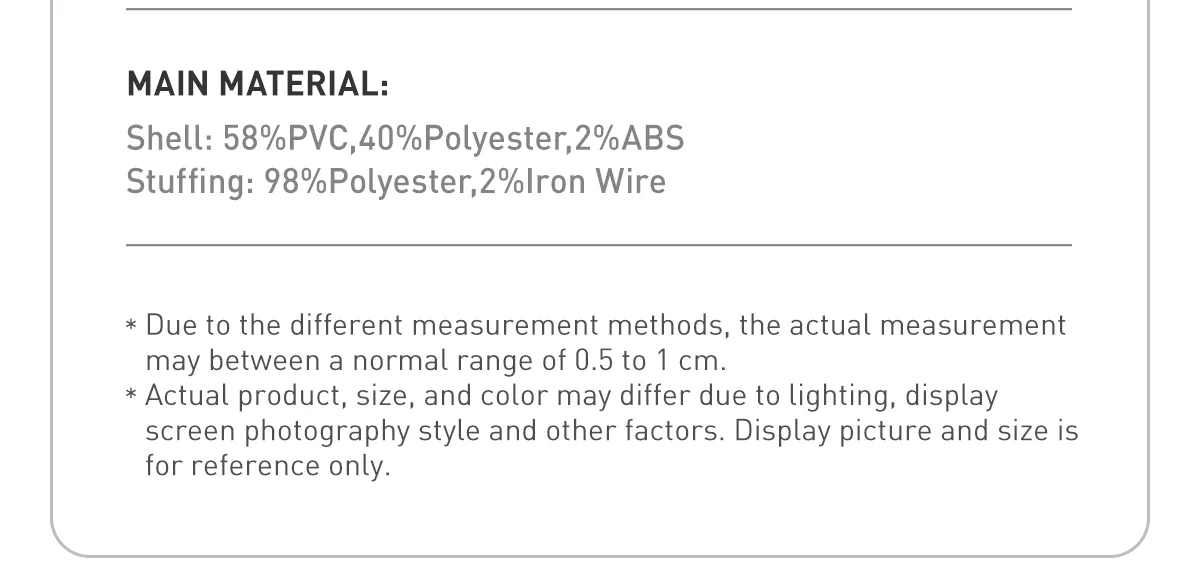 MAIN MATERIAL:
Shell: 58%PVC,40%Polyester,2%ABS
Stuffing: 98%Polyester,2%Iron Wire
* Due to the different measurement methods, the actual measurement
may between a normal range of 0.5 to 1 cm.
* Actual product, size, and color may differ due to lighting, display
screen photography style and other factors. Display picture and size is
for reference only.